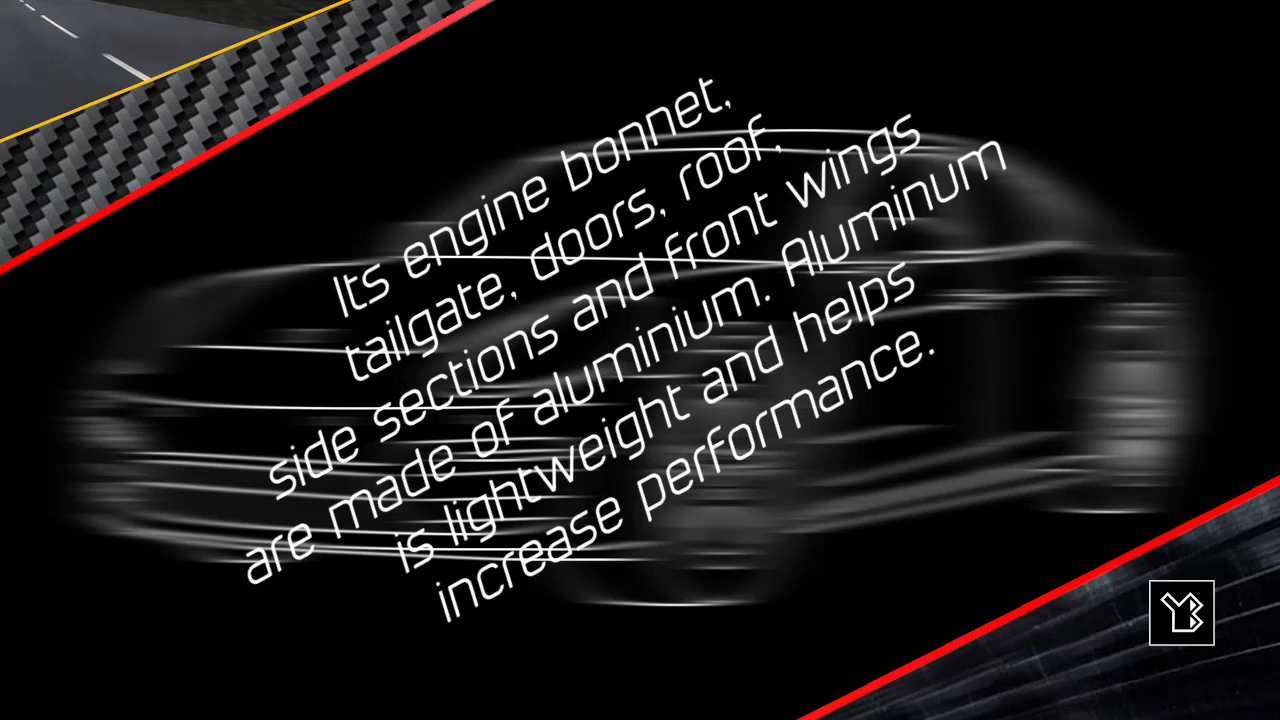 Its engine bonnet,
tailgate, doors, roof,
side sections and front wings
are made of aluminium. Aluminum
is lightweight and helps
increase performance.